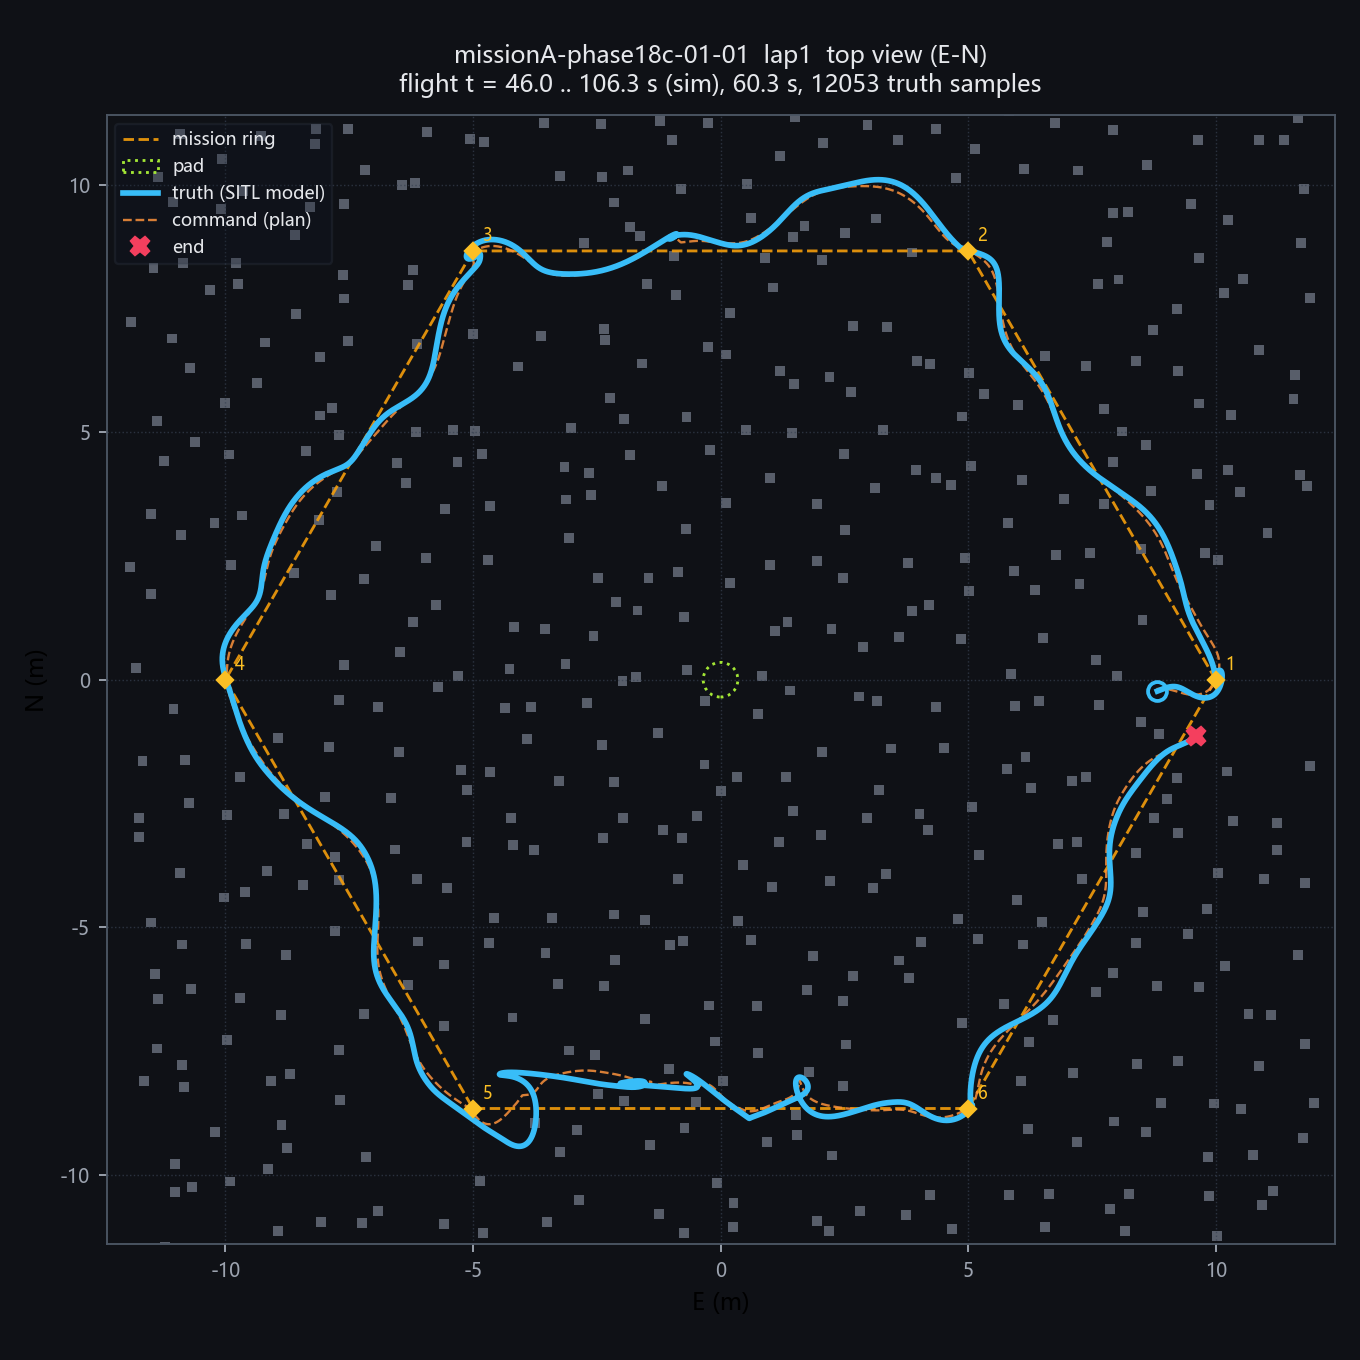 missionA-phase18c-01-01  lap1  top view (E-N)
flight t = 46.0 .. 106.3 s (sim), 60.3 s, 12053 truth samples
mission ring
pad
truth (SITL model)
command (plan)
end
3
2
4
1
5
6
10
5
0
-5
-10
N (m)
-10
-5
0
5
10
E (m)